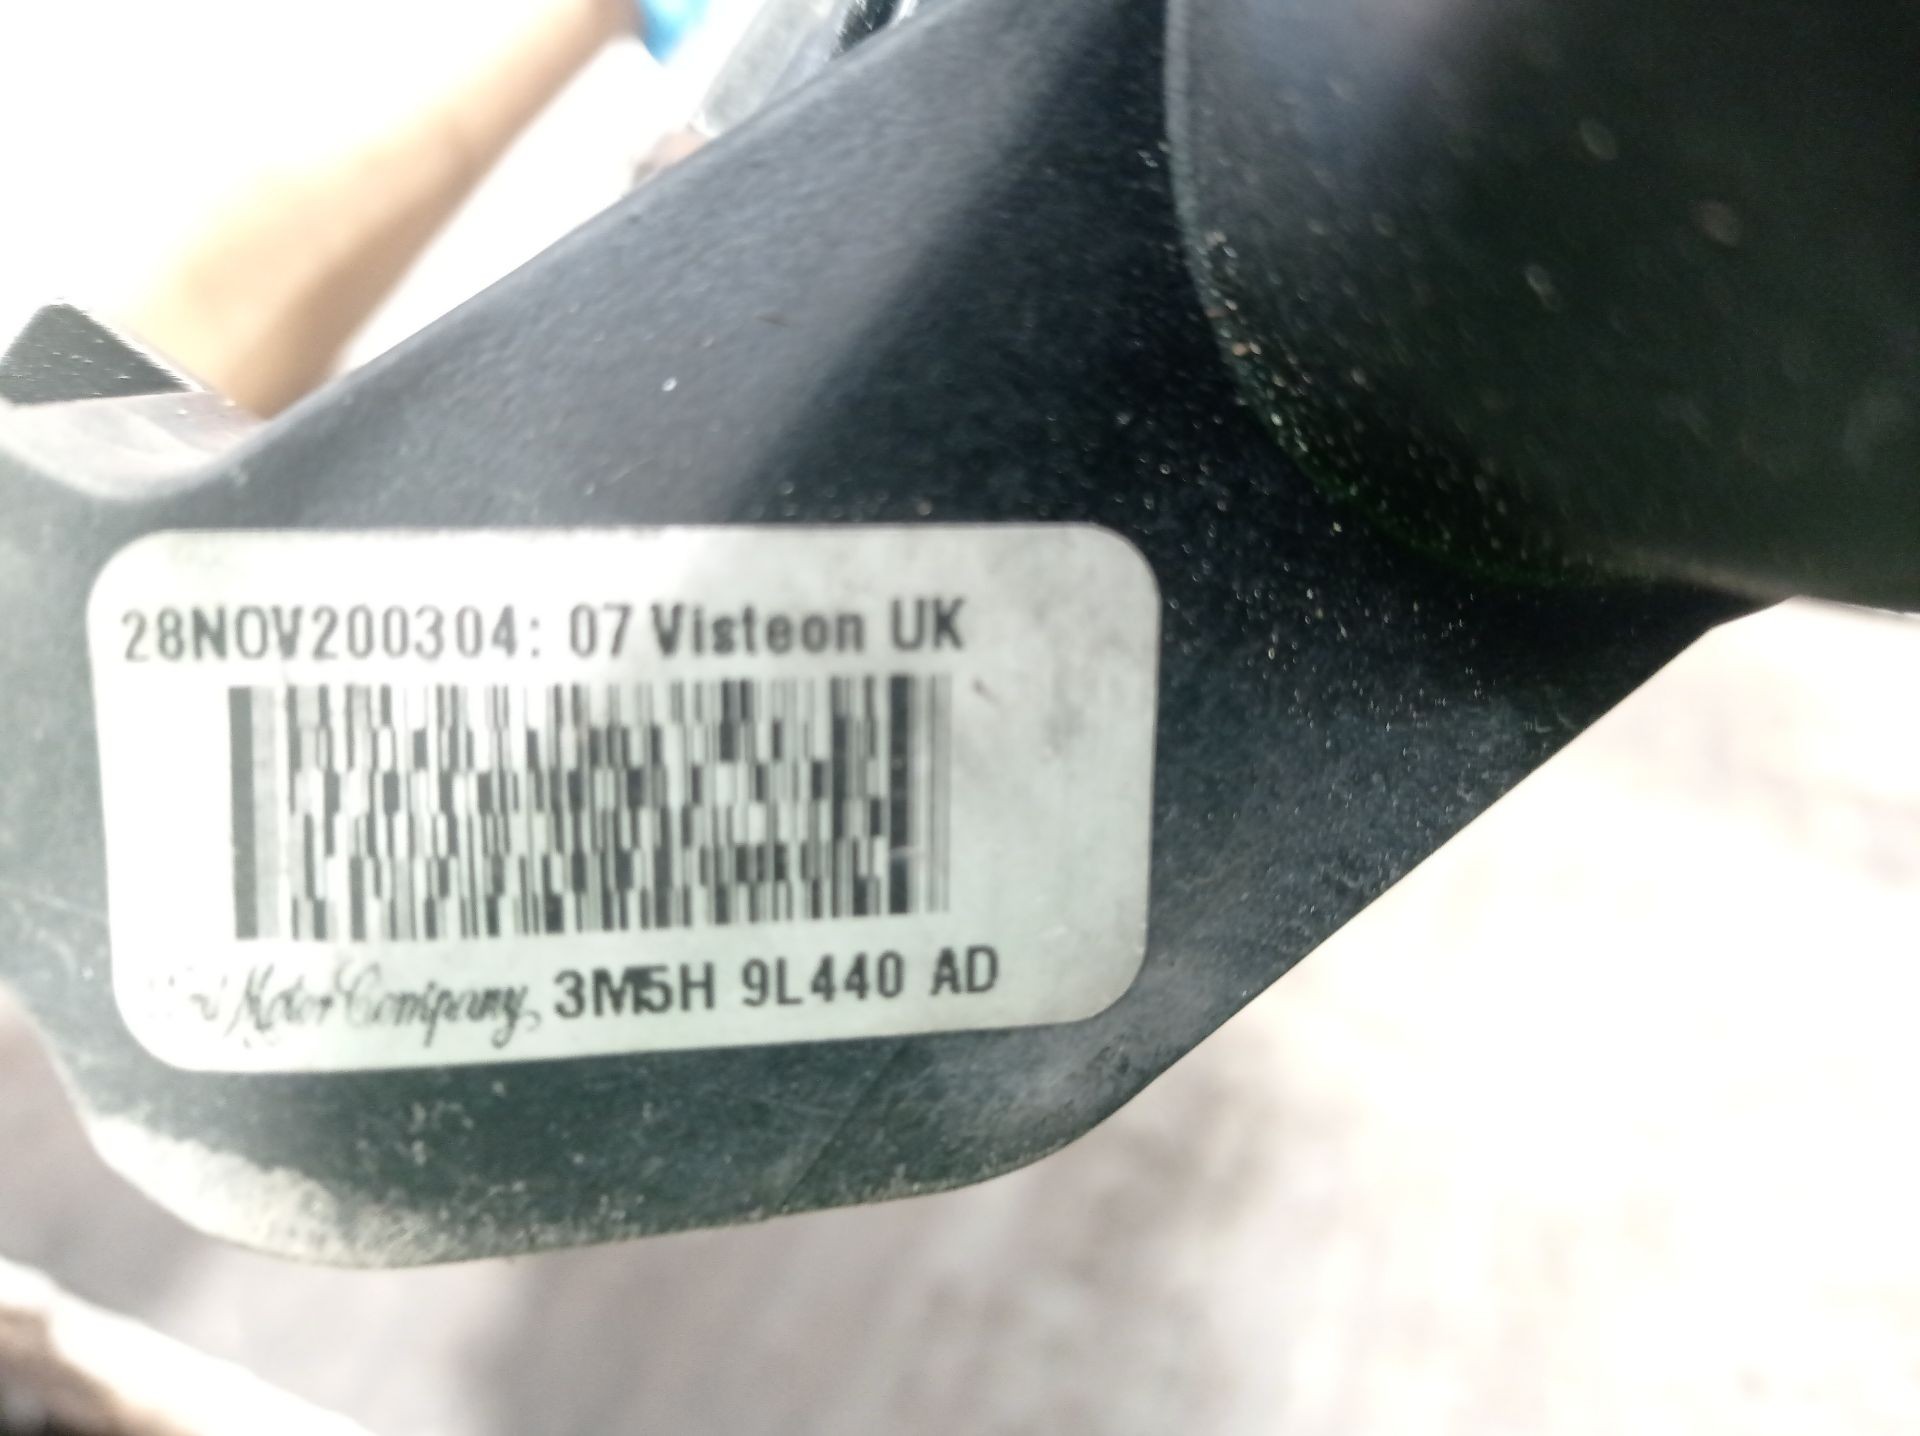 28NOV200304: 07 Visteon UK
Motor Company, 3M5H 9L440 AD